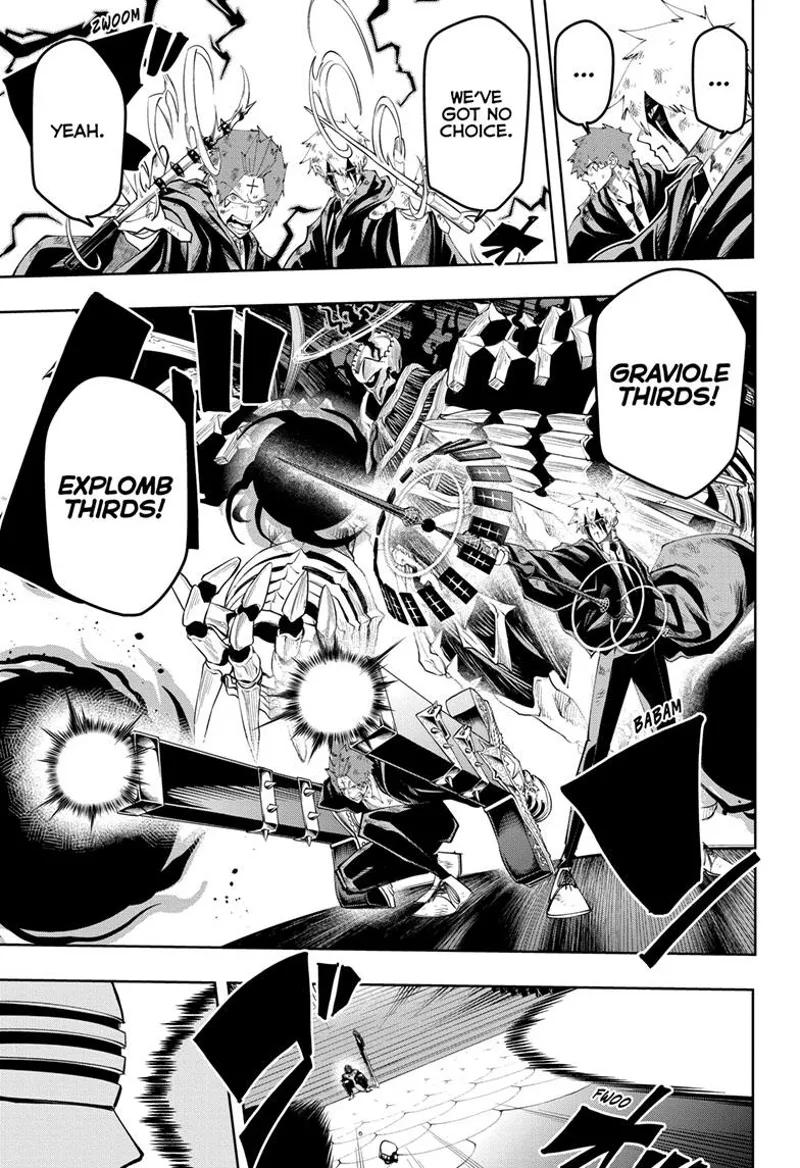 ...
...
WE'VE
GOT NO
CHOICE.
YEAH.
ZWOOM
GRAVIOLE
THIRDS!
EXPLOMB
THIRDS!
BABAM
FWOO